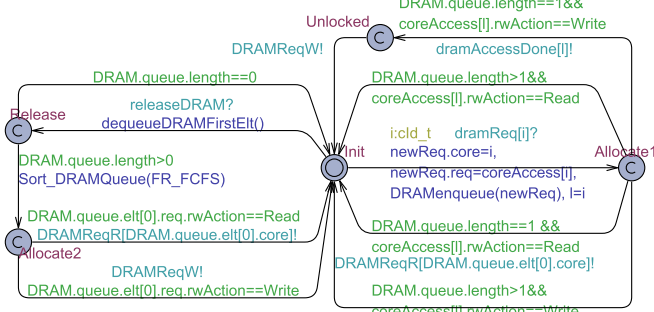 DRAM.queue.length==1&&
coreAccess[l].rwAction==Write
Unlocked
DRAMReqW!
dramAccessDone[l]!
DRAM.queue.length==0
DRAM.queue.length>1&&
coreAccess[l].rwAction==Read
Release
releaseDRAM?
dequeueDRAMFirstElt()
Init
i:cId_t dramReq[i]?
newReq.core=i,
newReq.req=coreAccess[i],
DRAMenqueue(newReq), l=i
Allocate1
DRAM.queue.length>0
Sort_DRAMQueue(FR_FCFS)
DRAM.queue.elt[0].req.rwAction==Read
DRAMReqR[DRAM.queue.elt[0].core]!
Allocate2
DRAM.queue.length==1 &&
coreAccess[l].rwAction==Read
DRAMReqR[DRAM.queue.elt[0].core]!
DRAMReqW!
DRAM.queue.elt[0].req.rwAction==Write
DRAM.queue.length>1&&
coreAccess[l].rwAction==Write